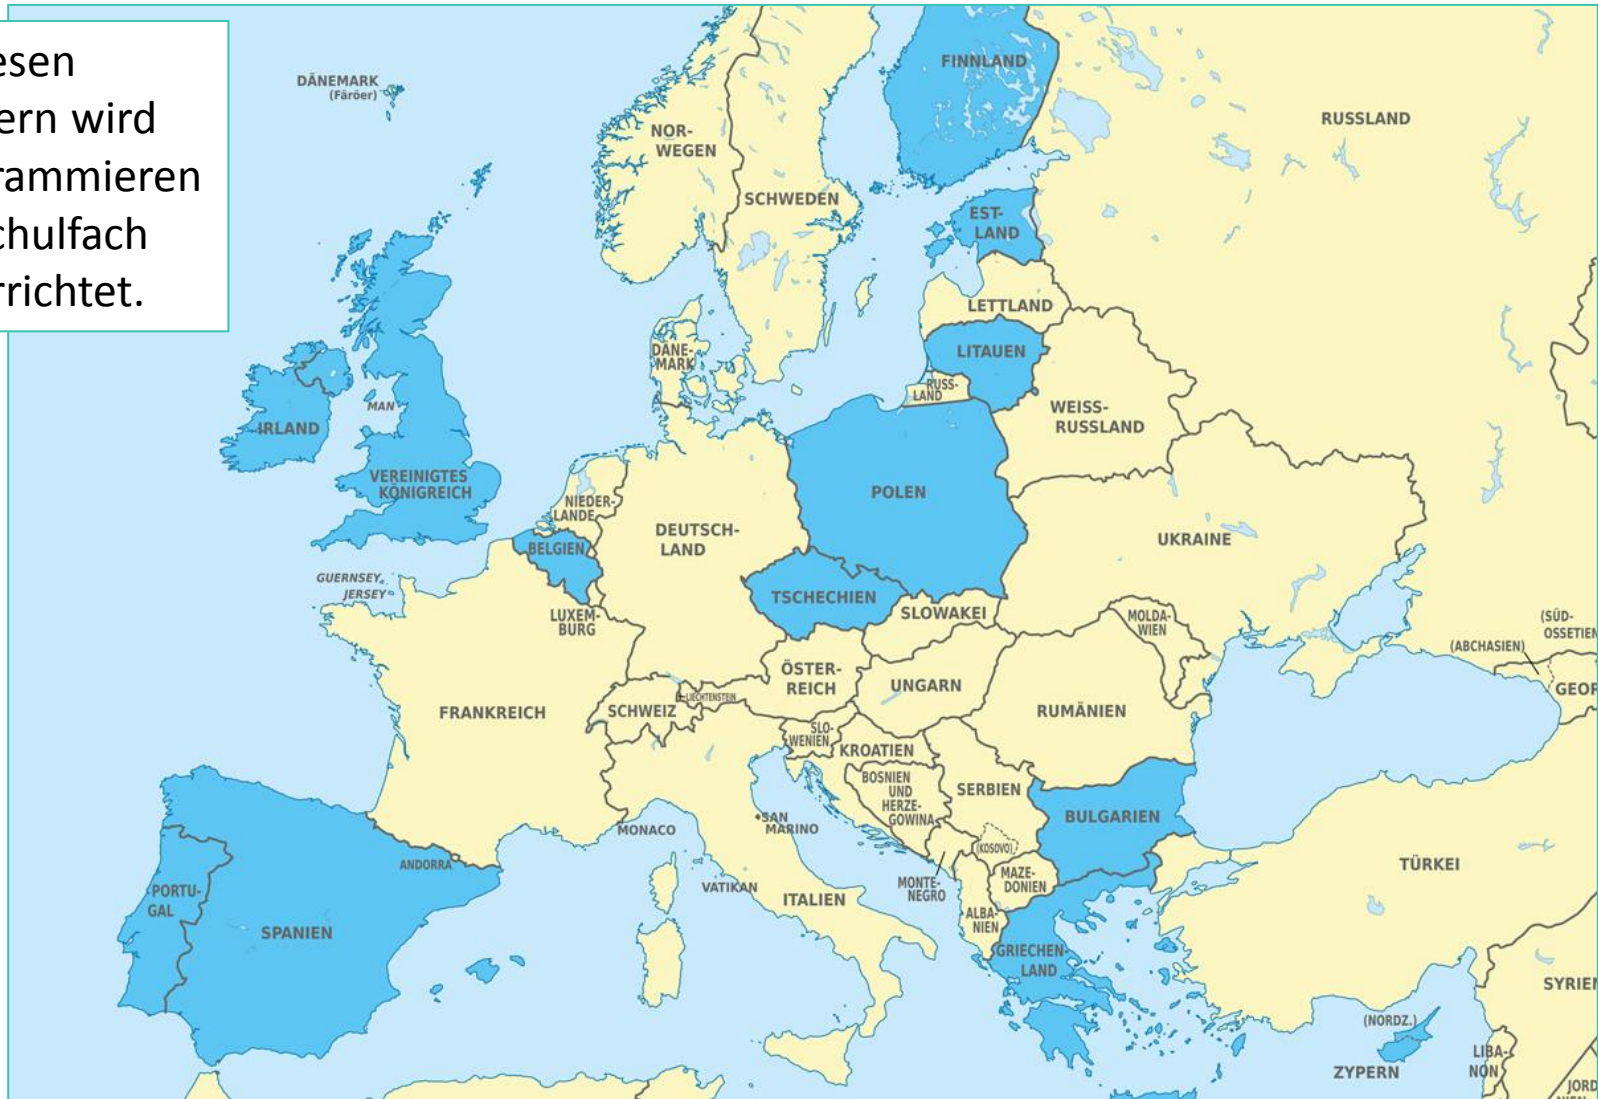 esen
ern wird
rammieren
chulfach
rrichtet.
DÄNEMARK
(Färöer)
FINNLAND
RUSSLAND
NOR-
WEGEN
SCHWEDEN
EST-
LAND
LETTLAND
LITAUEN
DÄNE-
MARK
RUSS-
LAND
MAN
IRLAND
WEISS-
RUSSLAND
VEREINIGTES
KÖNIGREICH
POLEN
NIEDER-
LANDE
DEUTSCH-
LAND
UKRAINE
BELGIEN
GUERNSEY
JERSEY
TSCHECHIEN
LUXEM-
BURG
SLOWAKEI
MOLDA-
WIEN
(SÜD-
OSSETIEN
(ABCHASIEN)
ÖSTER-
REICH
UNGARN
GEOR
LIECHTENSTEIN
SCHWEIZ
FRANKREICH
RUMÄNIEN
SLO-
WENIEN
KROATIEN
BOSNIEN
UND
HERZE-
GOWINA
SERBIEN
BULGARIEN
SAN
MARINO
MONACO
(KOSOVO)
ANDORRA
TÜRKEI
MAZE-
DONIEN
MONTE-
NEGRO
VATIKAN
ITALIEN
PORTU-
GAL
ALBA-
NIEN
SPANIEN
GRIECHEN-
LAND
SYRIEN
(NORDZ.)
ZYPERN
LIBA-
NON
JORD